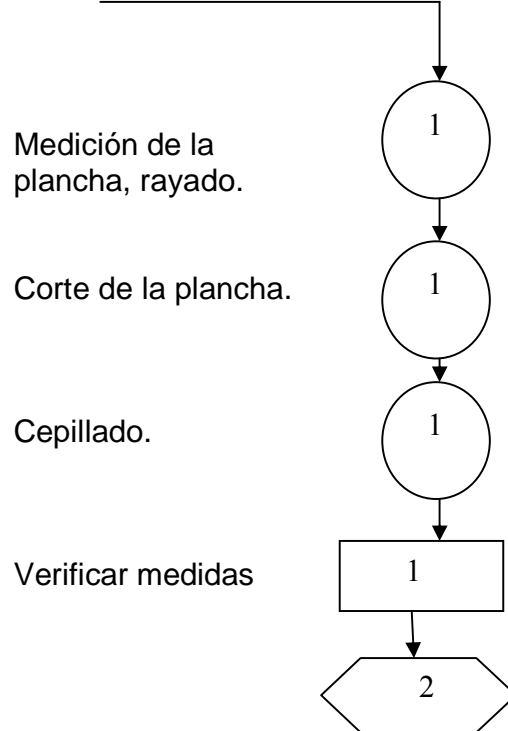 1
Medición de la
plancha, rayado.
1
Corte de la plancha.
1
Cepillado.
1
Verificar medidas
2